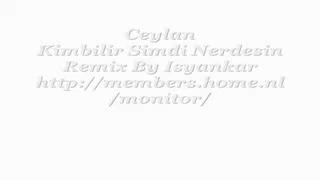 Ceylan
Kimbilir Simdi Nerdesin
Remix By Isyankar
http://members.home.nl
/monitor/